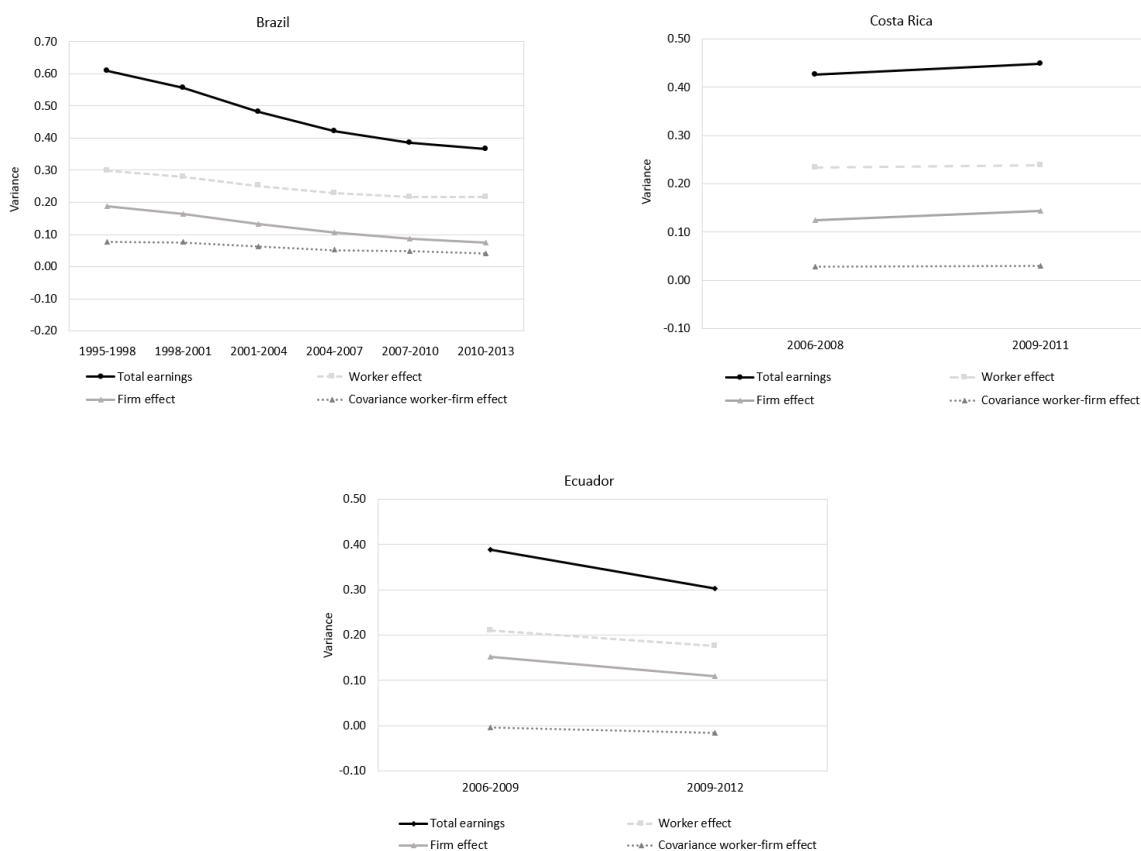 Brazil
0.70
0.60
0.50
0.40
0.30
0.20
0.10
0.00
-0.10
-0.20
Variance
1995-1998 1998-2001 2001-2004 2004-2007 2007-2010 2010-2013
Total earnings Worker effect
Firm effect Covariance worker-firm effect
Costa Rica
0.50
0.40
0.30
0.20
0.10
0.00
-0.10
Variance
2006-2008 2009-2011
Total earnings Worker effect
Firm effect Covariance worker-firm effect
Ecuador
0.50
0.40
0.30
0.20
0.10
0.00
-0.10
Variance
2006-2009 2009-2012
Total earnings Worker effect
Firm effect Covariance worker-firm effect